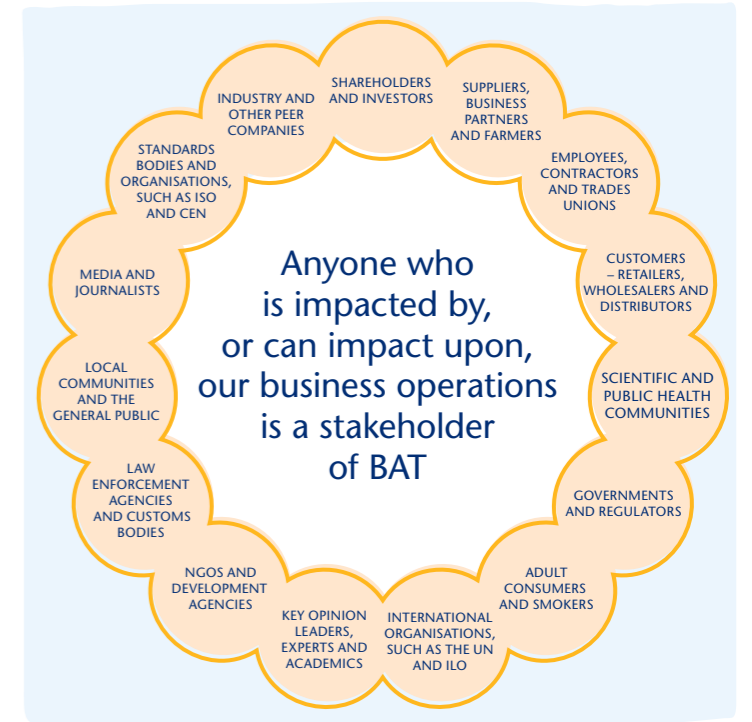 SHAREHOLDERS
AND INVESTORS
SUPPLIERS,
BUSINESS
PARTNERS
AND FARMERS
EMPLOYEES,
CONTRACTORS
AND TRADES
UNIONS
CUSTOMERS
– RETAILERS,
WHOLESALERS AND
DISTRIBUTORS
SCIENTIFIC AND
PUBLIC HEALTH
COMMUNITIES
GOVERNMENTS
AND REGULATORS
ADULT
CONSUMERS
AND SMOKERS
INTERNATIONAL
ORGANISATIONS,
SUCH AS THE UN
AND ILO
KEY OPINION
LEADERS,
EXPERTS AND
ACADEMICS
NGOS AND
DEVELOPMENT
AGENCIES
LAW
ENFORCEMENT
AGENCIES
AND CUSTOMS
BODIES
LOCAL
COMMUNITIES
AND THE
GENERAL PUBLIC
MEDIA AND
JOURNALISTS
STANDARDS
BODIES AND
ORGANISATIONS,
SUCH AS ISO
AND CEN
INDUSTRY AND
OTHER PEER
COMPANIES
Anyone who
is impacted by,
or can impact upon,
our business operations
is a stakeholder
of BAT